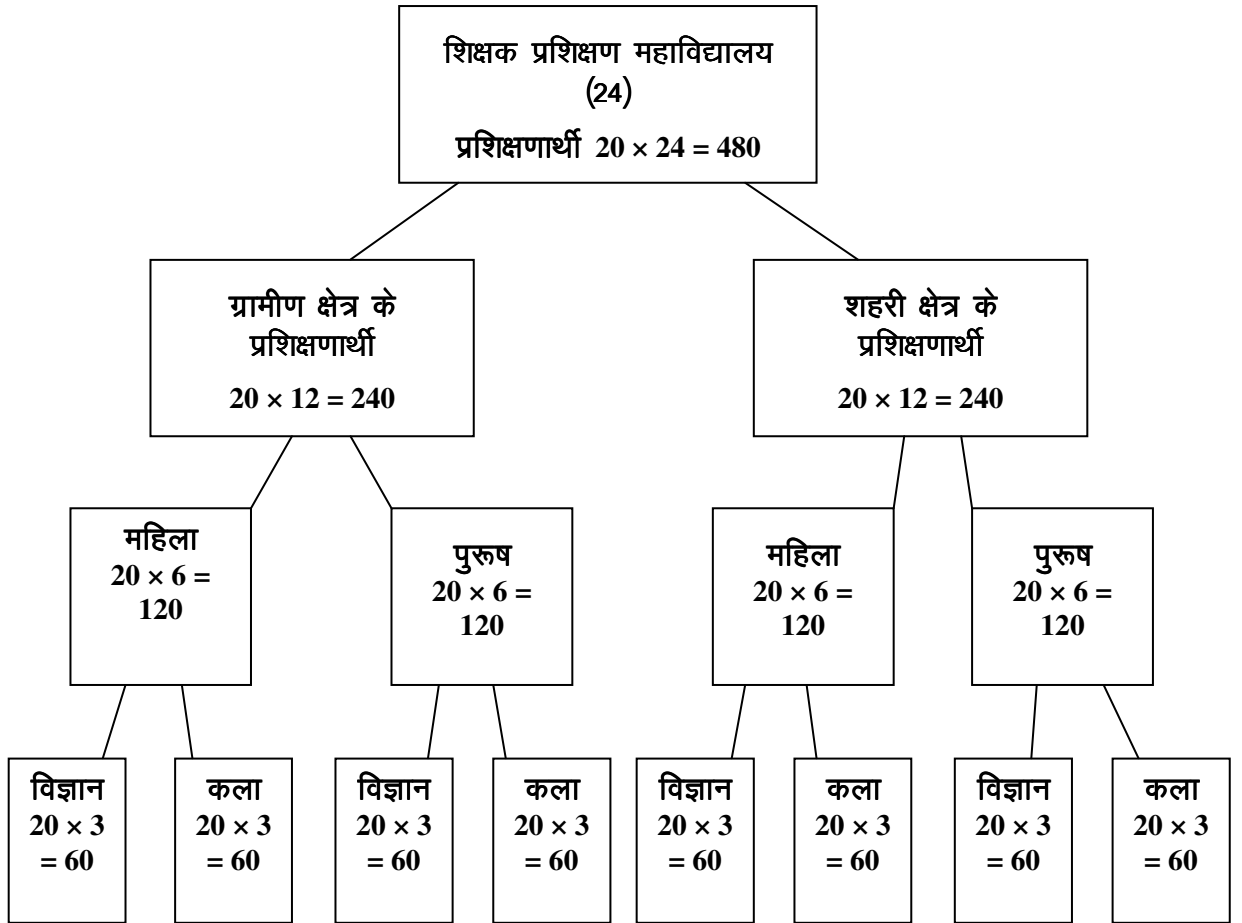 शिक्षक प्रशिक्षण महाविद्यालय
(24)
प्रशिक्षणार्थी 20 × 24 = 480
ग्रामीण क्षेत्र के
प्रशिक्षणार्थी
20 × 12 = 240
शहरी क्षेत्र के
प्रशिक्षणार्थी
20 × 12 = 240
महिला
20 × 6 =
120
पुरूष
20 × 6 =
120
महिला
20 × 6 =
120
पुरूष
20 × 6 =
120
विज्ञान
20 × 3
= 60
कला
20 × 3
= 60
विज्ञान
20 × 3
= 60
कला
20 × 3
= 60
विज्ञान
20 × 3
= 60
कला
20 × 3
= 60
विज्ञान
20 × 3
= 60
कला
20 × 3
= 60